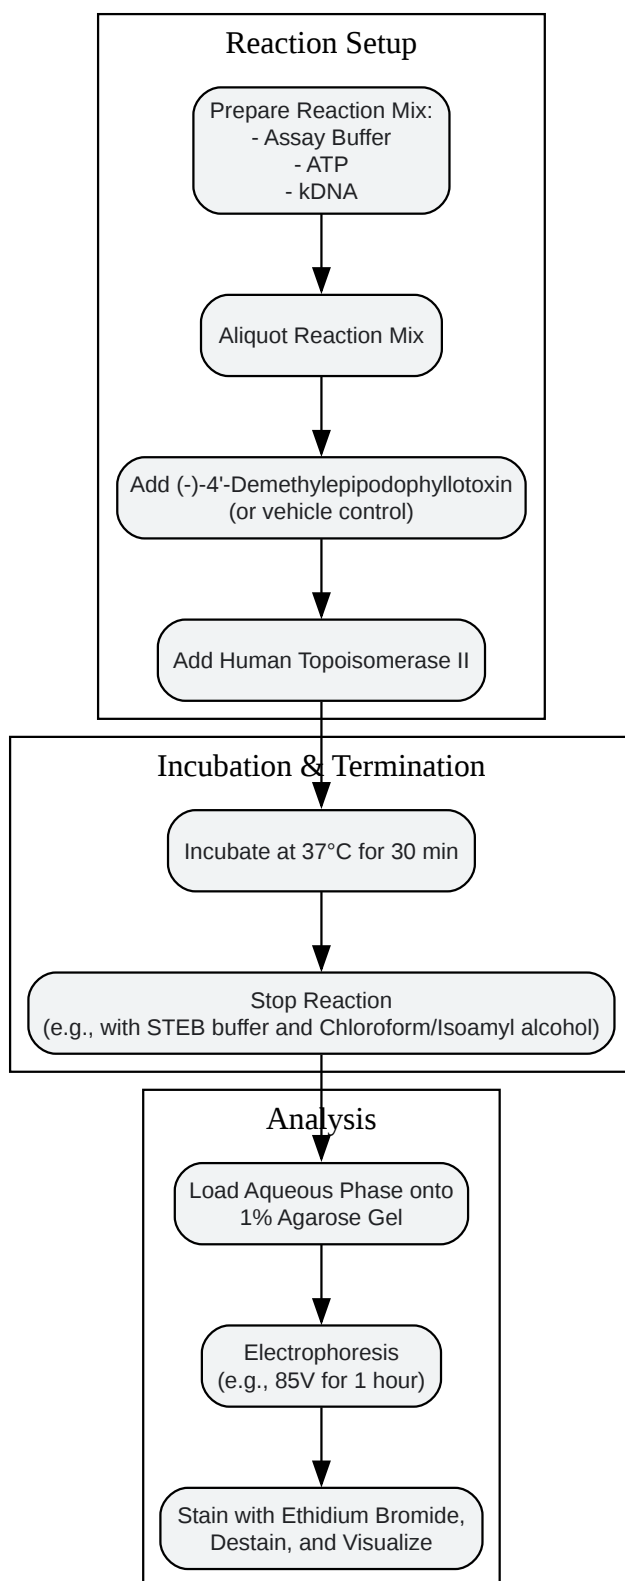 Reaction Setup
Prepare Reaction Mix:
- Assay Buffer
- ATP
- kDNA
Aliquot Reaction Mix
Add (-)-4'-Demethylepipodophyllotoxin
(or vehicle control)
Add Human Topoisomerase II
Incubation & Termination
Incubate at 37°C for 30 min
Stop Reaction
(e.g., with STEB buffer and Chloroform/Isoamyl alcohol)
Analysis
Load Aqueous Phase onto
1% Agarose Gel
Electrophoresis
(e.g., 85V for 1 hour)
Stain with Ethidium Bromide,
Destain, and Visualize